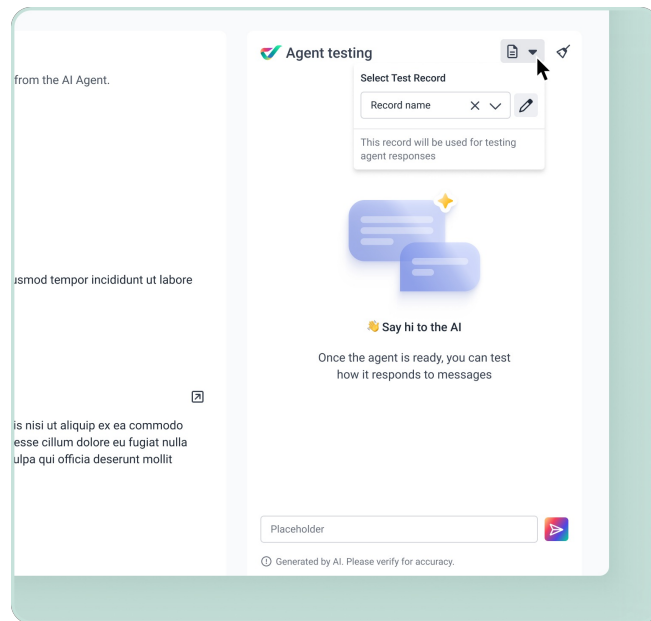 from the AI Agent.
usmod tempor incididunt ut labore
is nisi ut aliquip ex ea commodo
esse cillum dolore eu fugiat nulla
ulpa qui officia deserunt mollit
Agent testing
Select Test Record
Record name
This record will be used for testing
agent responses
👋 Say hi to the AI
Once the agent is ready, you can test
how it responds to messages
Placeholder
Generated by AI. Please verify for accuracy.